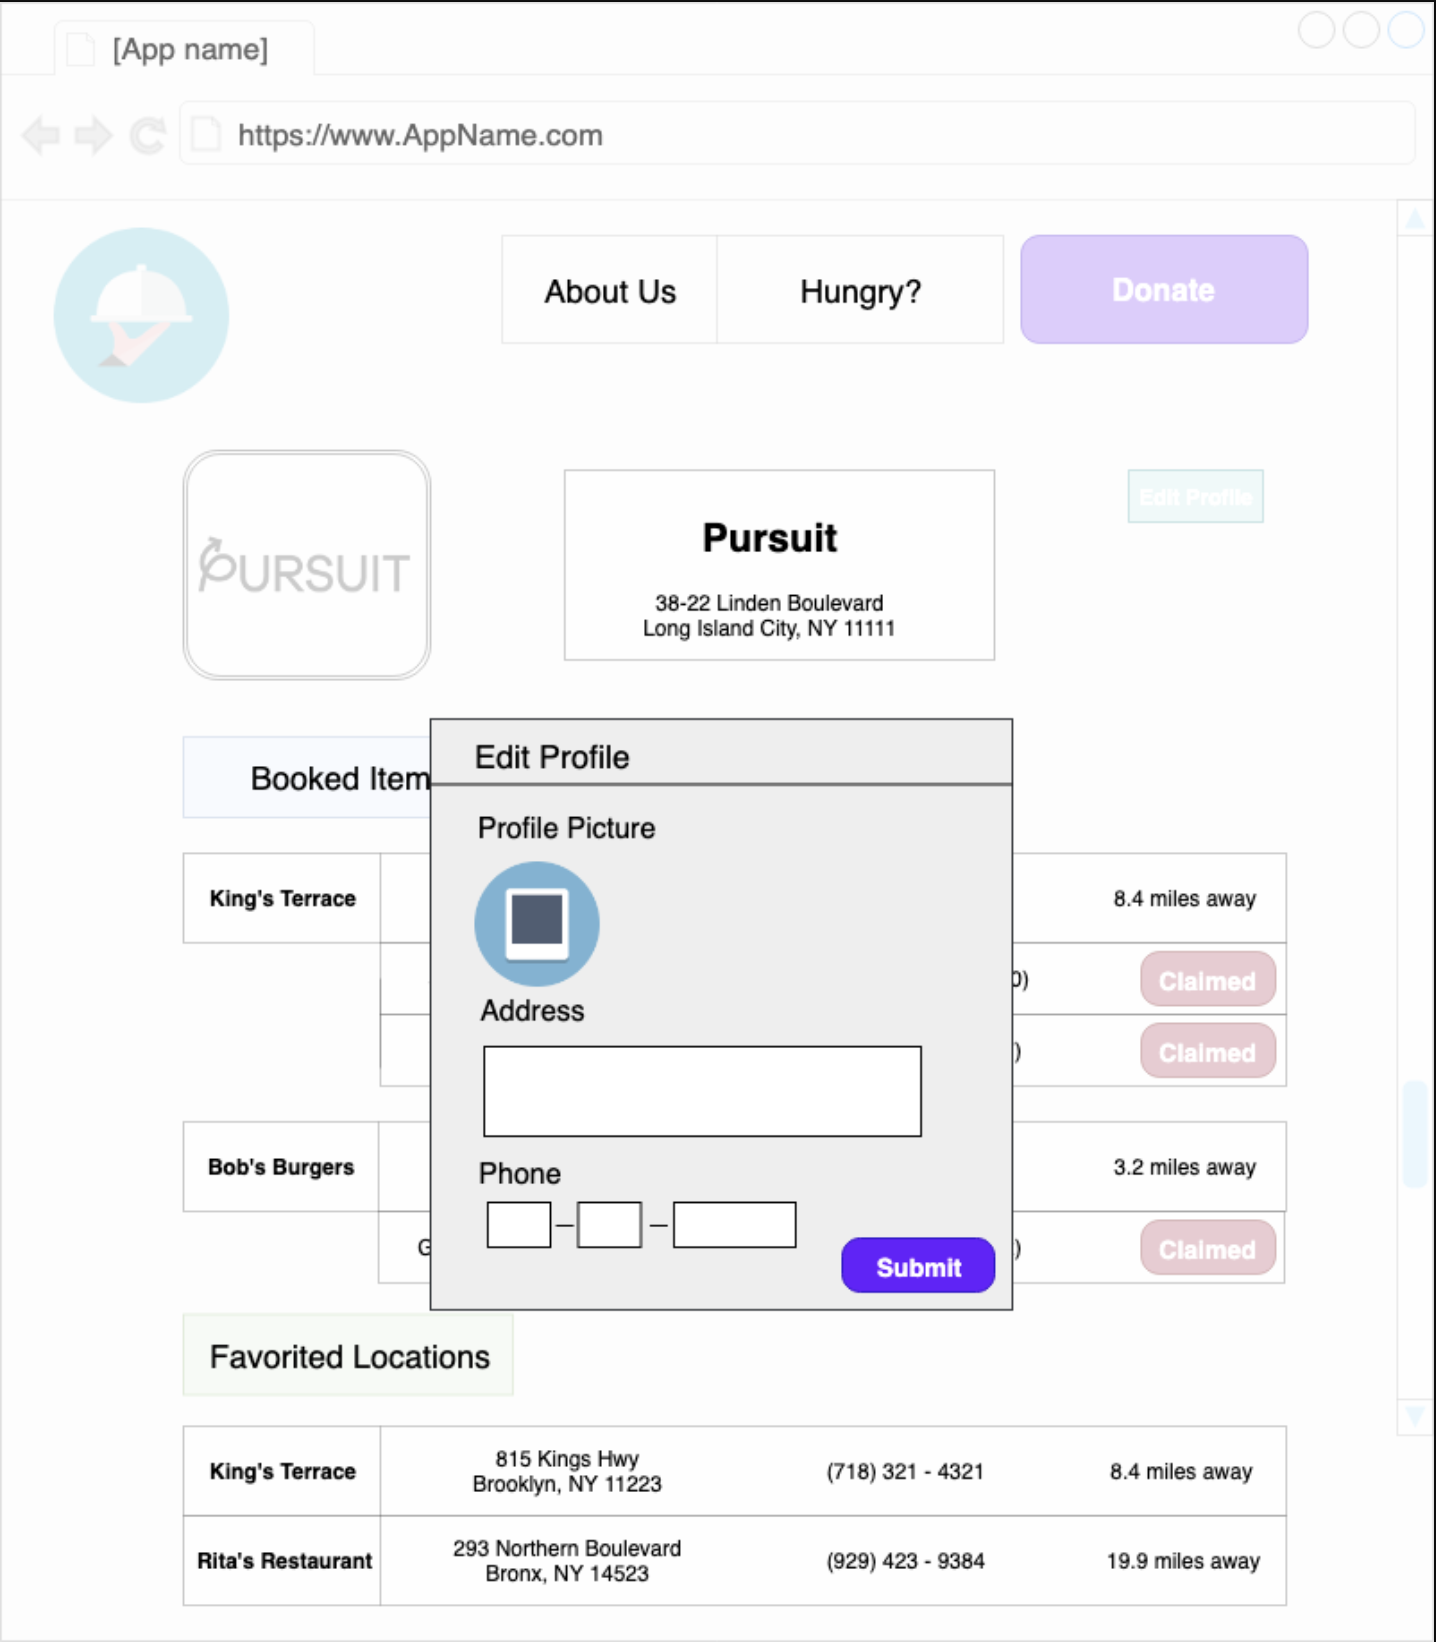 [App name]
https://www.AppName.com
About Us
Hungry?
Donate
PURSUIT
Pursuit
38-22 Linden Boulevard
Long Island City, NY 11111
Edit Profile
Booked Item
Edit Profile
Profile Picture
Address
Phone
– –
Submit
King's Terrace
8.4 miles away
0)
Claimed
)
Claimed
Bob's Burgers
3.2 miles away
G
)
Claimed
Favorited Locations
King's Terrace
815 Kings Hwy
Brooklyn, NY 11223
(718) 321 - 4321
8.4 miles away
Rita's Restaurant
293 Northern Boulevard
Bronx, NY 14523
(929) 423 - 9384
19.9 miles away